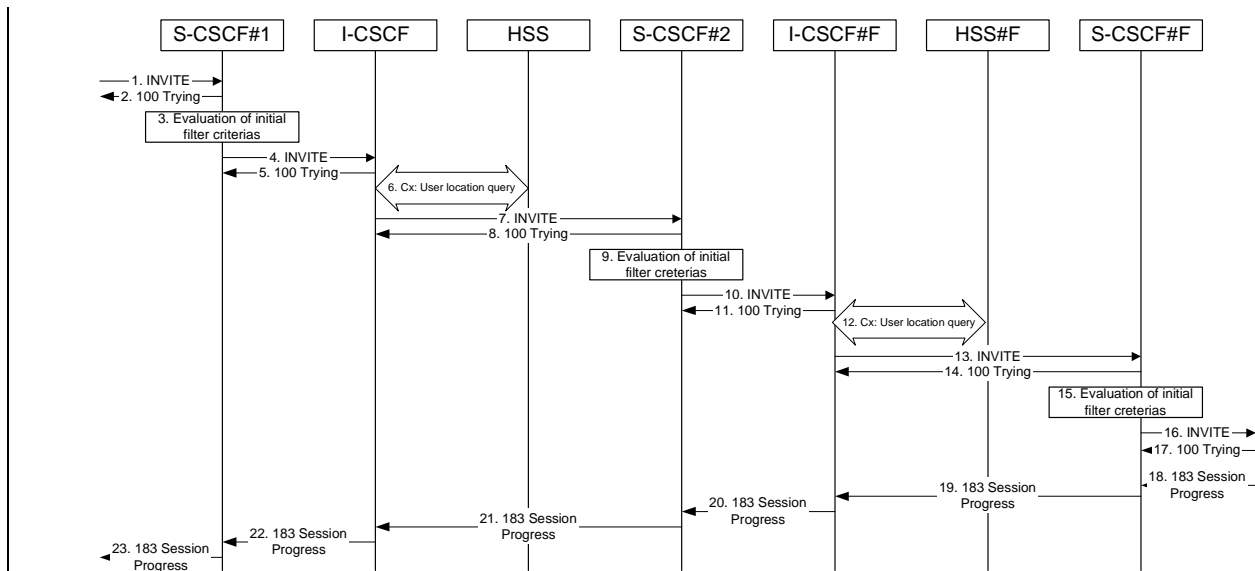 S-CSCF#1
I-CSCF
HSS
S-CSCF#2
I-CSCF#F
HSS#F
S-CSCF#F
1. INVITE
2. 100 Trying
3. Evaluation of initial
filter criterias
4. INVITE
5. 100 Trying
6. Cx: User location query
7. INVITE
8. 100 Trying
9. Evaluation of initial
filter creterias
10. INVITE
11. 100 Trying
12. Cx: User location query
13. INVITE
14. 100 Trying
15. Evaluation of initial
filter creterias
16. INVITE
17. 100 Trying
18. 183 Session
Progress
19. 183 Session
Progress
20. 183 Session
Progress
21. 183 Session
Progress
22. 183 Session
Progress
23. 183 Session
Progress